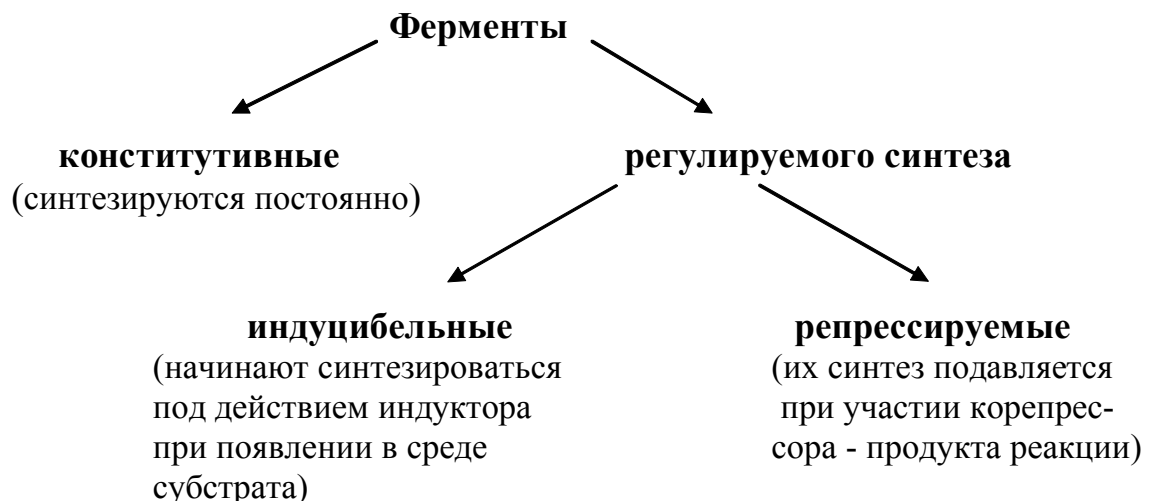 Ферменты
конститутивные
(синтезируются постоянно)
регулируемого синтеза
индуцибельные
(начинают синтезироваться
под действием индуктора
при появлении в среде
субстрата)
репрессируемые
(их синтез подавляется
при участии корепрес-
сора - продукта реакции)